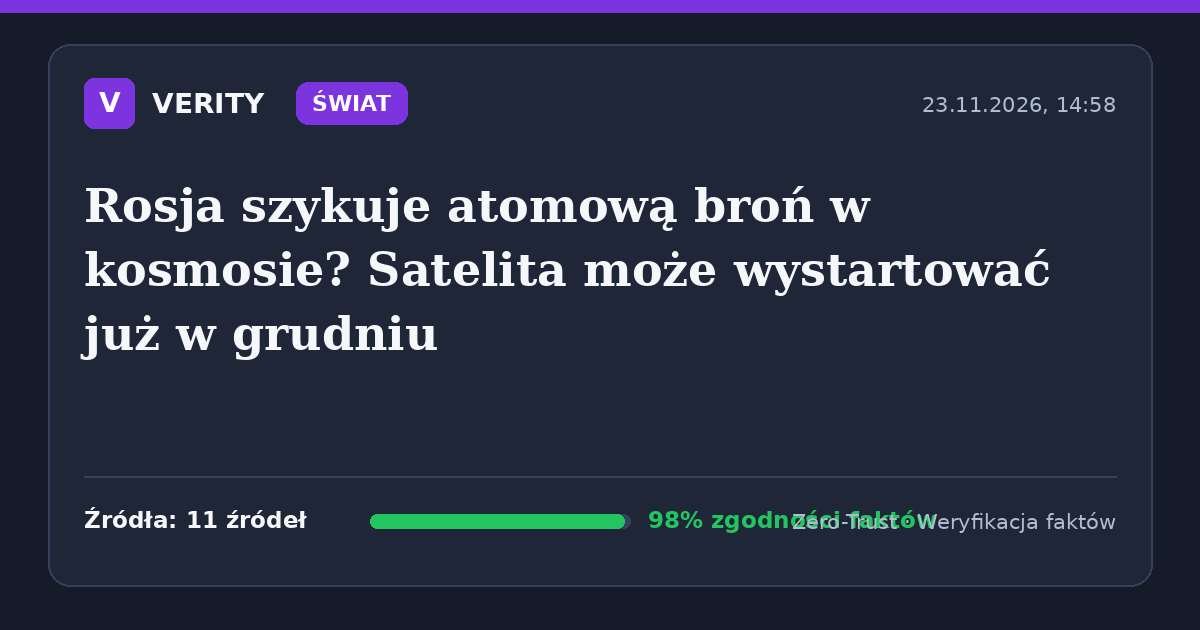 V VERITY ŚWIAT 23.11.2026, 14:58
Rosja szykuje atomową broń w
kosmosie? Satelita może wystartować
już w grudniu
Źródła: 11 źródeł 98% zgodności faktów Zero-Trust · Weryfikacja faktów